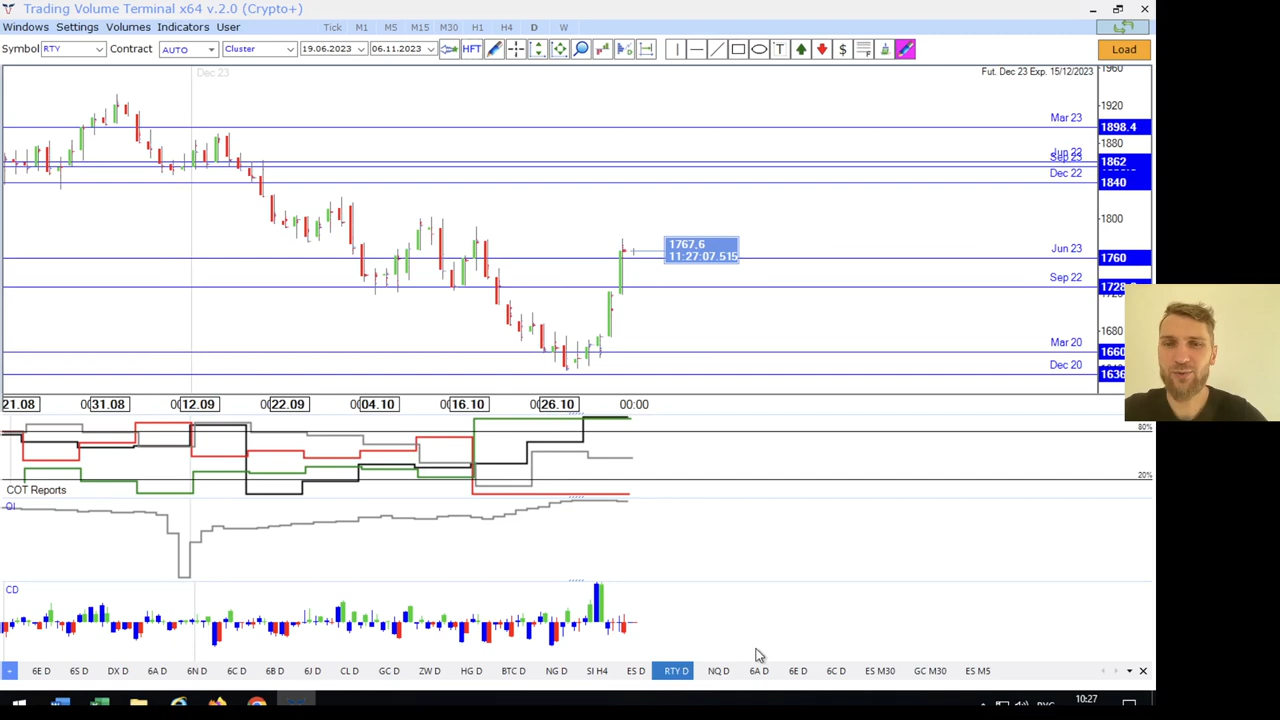 Trading Volume Terminal x64 v.2.0 (Crypto+)
Windows Settings Volumes Indicators User Tick M1 M5 M15 M30 H1 H4 D W
Symbol RTY Contract AUTO Cluster 19.06.2023 06.11.2023 HFT T $ Load
Dec 23
Fut. Dec 23 Exp. 15/12/2023
1960
1920
Mar 23
1898.4
1880
Jun 22
Sep 23
1862
Dec 22
1840
1800
1767.6
11:27:07.515
Jun 23
1760
Sep 22
1680
Mar 20
1660
Dec 20
1636
21.08 31.08 12.09 22.09 04.10 16.10 26.10 00:00
80%
20%
COT Reports
OI
CD
+ 6E D 6S D DX D 6A D 6N D 6C D 6B D 6J D CL D GC D ZW D HG D BTC D NG D SI H4 ES D RTY D NQ D 6A D 6E D 6C D ES M30 GC M30 ES M5
10:27